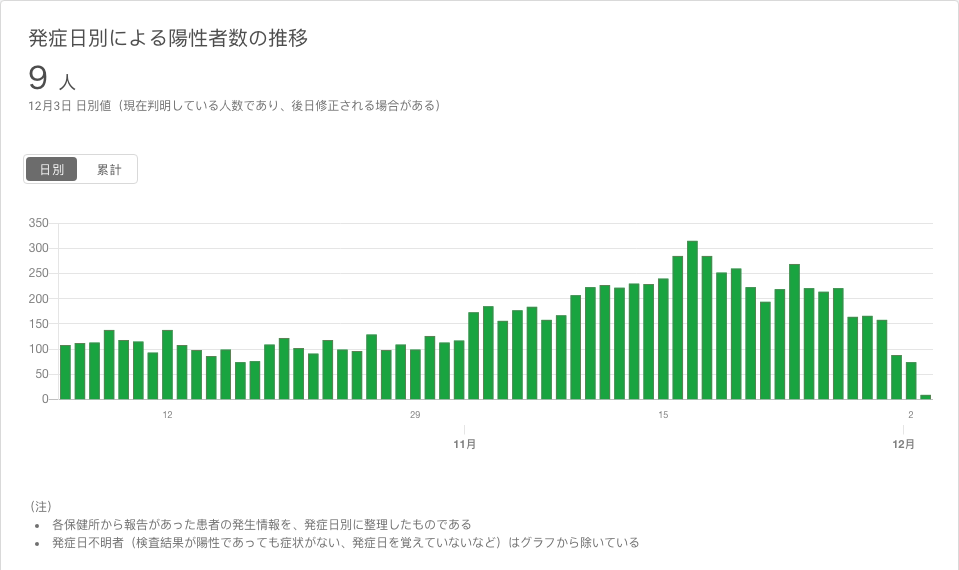 発症日別による陽性者数の推移
9 人
12月3日 日別値（現在判明している人数であり、後日修正される場合がある）
日別 累計
350
300
250
200
150
100
50
0
12 29 15 2
11月 12月
（注）
• 各保健所から報告があった患者の発生情報を、発症日別に整理したものである
• 発症日不明者（検査結果が陽性であっても症状がない、発症日を覚えていないなど）はグラフから除いている